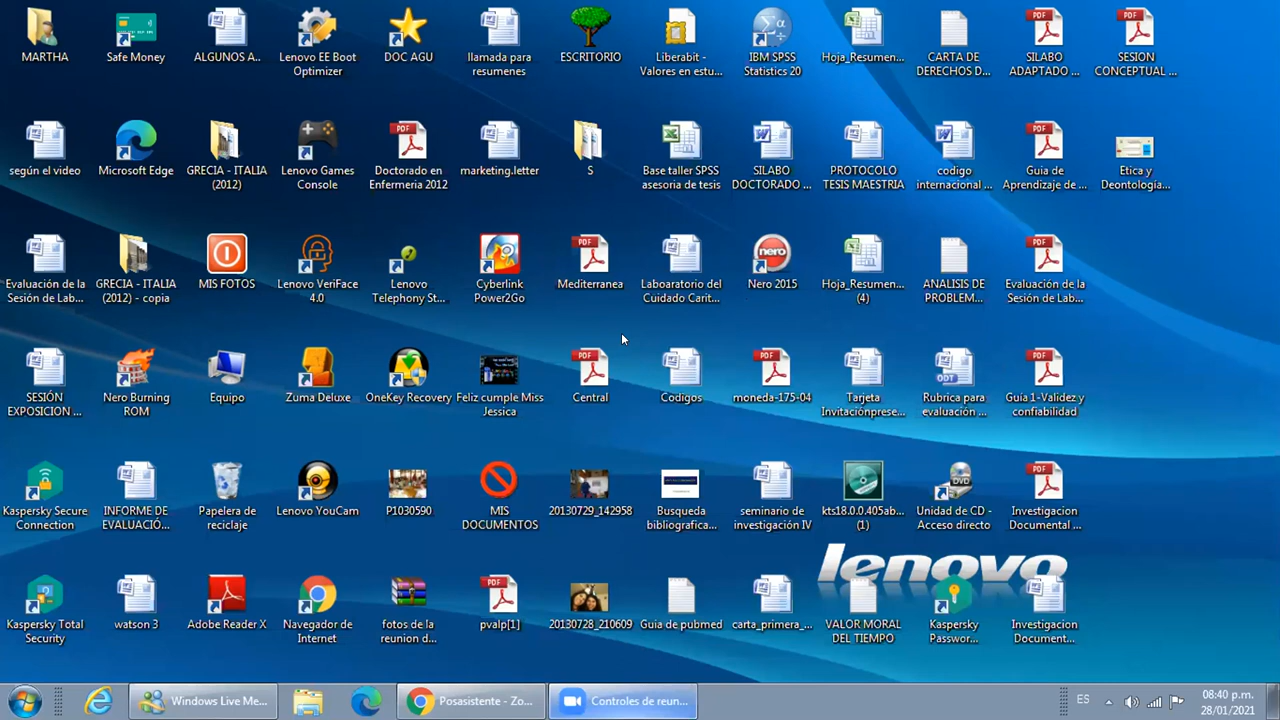 MARTHA
Safe Money
ALGUNOS A..
Lenovo EE Boot
Optimizer
DOC AGU
llamada para
resumenes
ESCRITORIO
Liberabit -
Valores en estu...
IBM SPSS
Statistics 20
Hoja_Resumen...
CARTA DE
DERECHOS D...
SILABO
ADAPTADO ...
SESION
CONCEPTUAL ...
según el video
Microsoft Edge
GRECIA - ITALIA
(2012)
Lenovo Games
Console
Doctorado en
Enfermeria 2012
marketing.letter
S
Base taller SPSS
asesoria de tesis
SILABO
DOCTORADO ...
PROTOCOLO
TESIS MAESTRIA
codigo
internacional ...
Guia de
Aprendizaje de ...
Etica y
Deontología...
Evaluación de la
Sesión de Lab...
GRECIA - ITALIA
(2012) - copia
MIS FOTOS
Lenovo VeriFace
4.0
Lenovo
Telephony St...
Cyberlink
Power2Go
Mediterranea
Laboaratorio del
Cuidado Carit...
Nero 2015
Hoja_Resumen...
(4)
ANALISIS DE
PROBLEM...
Evaluación de la
Sesión de Lab...
SESIÓN
EXPOSICION ...
Nero Burning
ROM
Equipo
Zuma Deluxe
OneKey Recovery
Feliz cumple Miss
Jessica
Central
Codigos
moneda-175-04
Tarjeta
Invitaciónprese...
Rubrica para
evaluación ...
Guia 1-Validez y
confiabilidad
Kaspersky Secure
Connection
INFORME DE
EVALUACIÓ...
Papelera de
reciclaje
Lenovo YouCam
P1030590
MIS
DOCUMENTOS
20130729_142958
Busqueda
bibliografica...
seminario de
investigación IV
kts18.0.0.405ab...
(1)
Unidad de CD -
Acceso directo
Investigacion
Documental ...
lenovo
Kaspersky Total
Security
watson 3
Adobe Reader X
Navegador de
Internet
fotos de la
reunion d...
pvalp[1]
20130728_210609
Guia de pubmed
carta_primera_...
VALOR MORAL
DEL TIEMPO
Kaspersky
Passwor...
Investigacion
Document...
Windows Live Me...
Posasistente - Zo...
Controles de reun...
ES
08:40 p.m.
28/01/2021